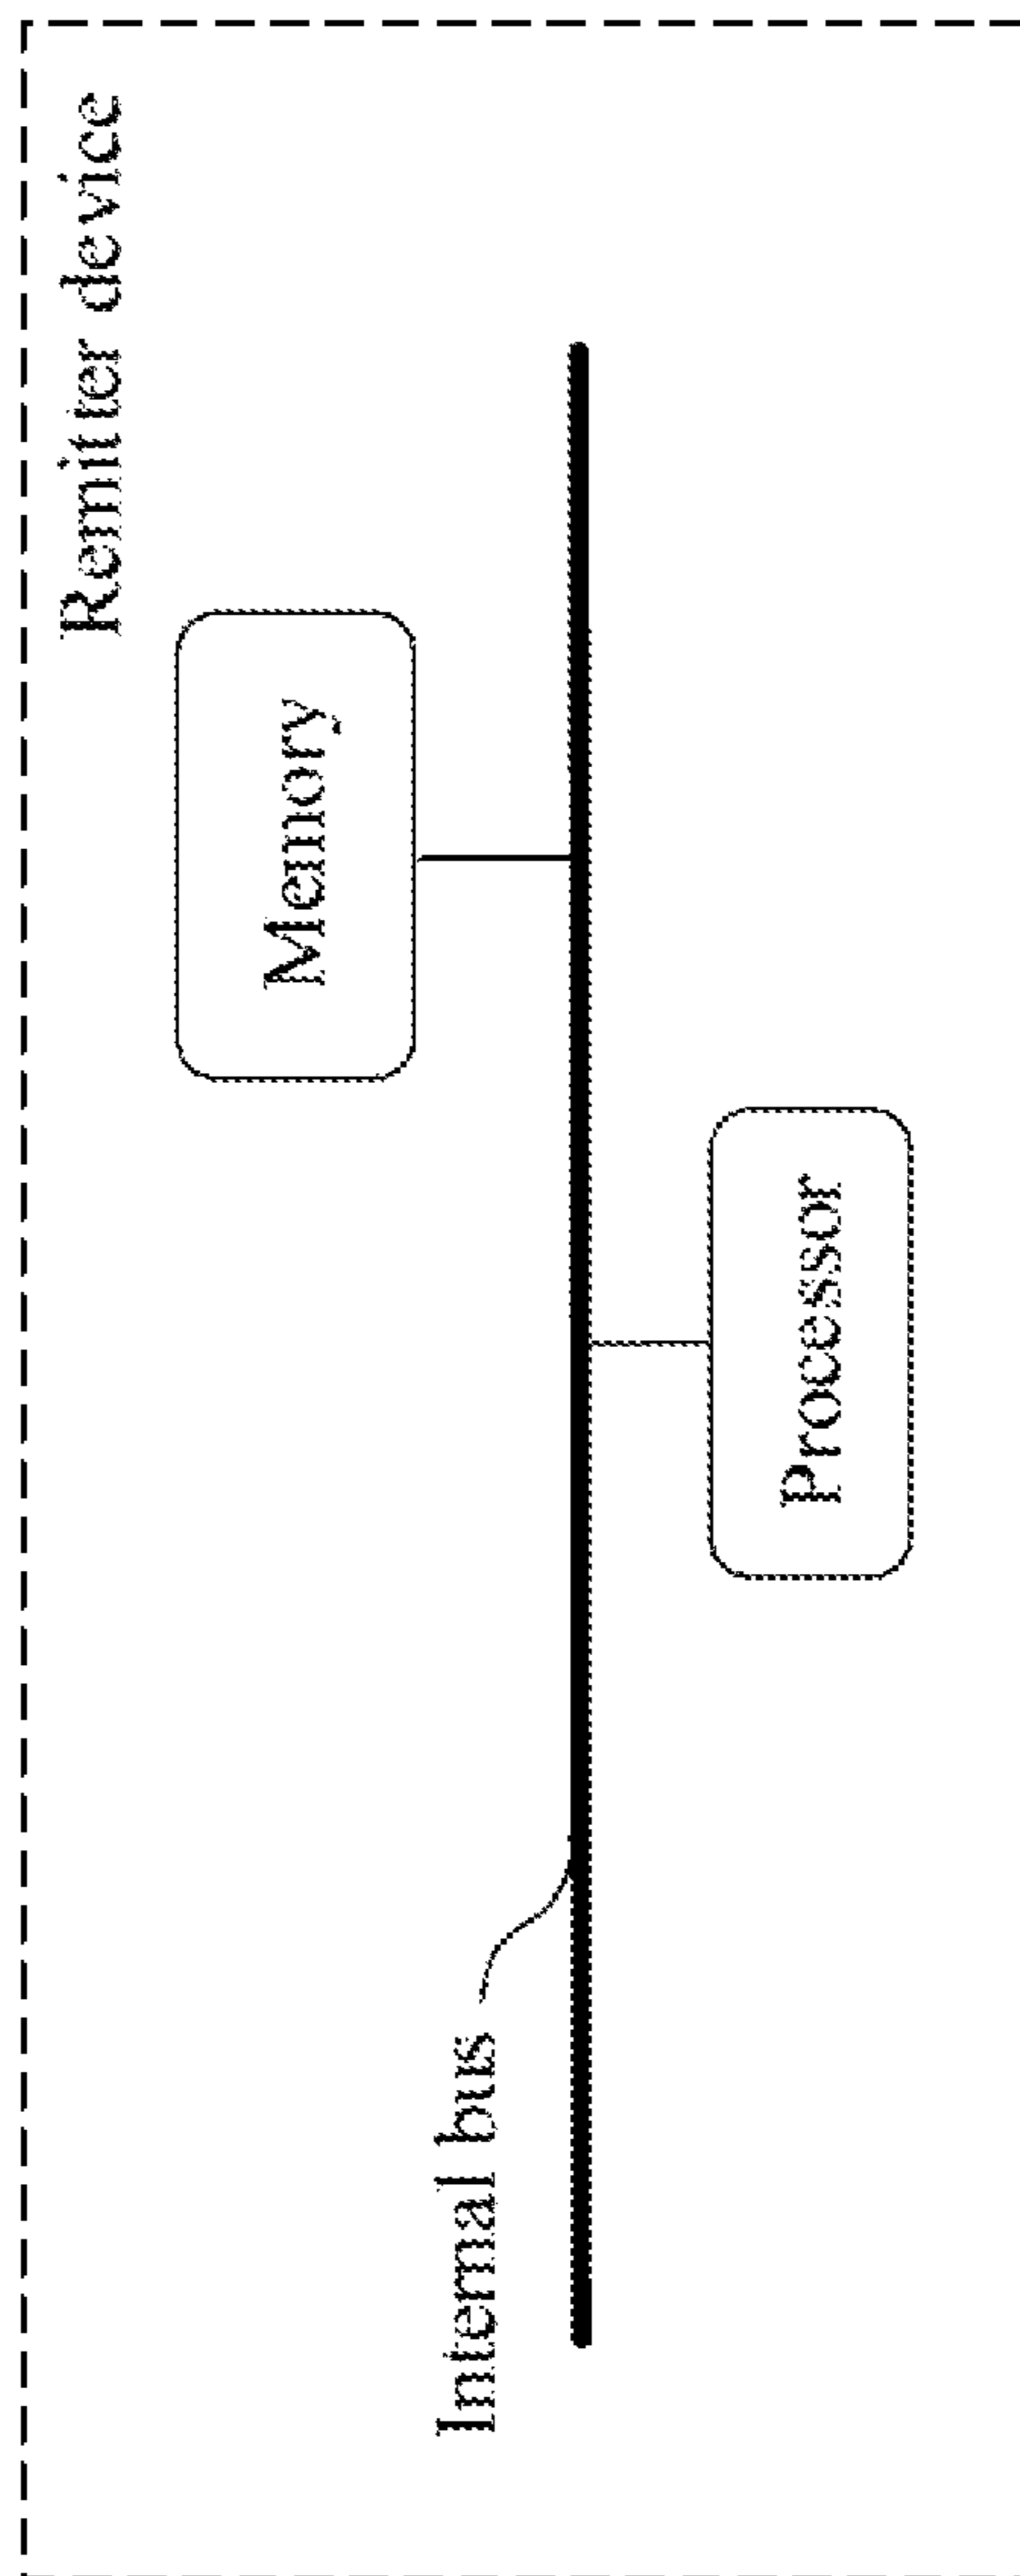 Remitter device
Memory
Processor
Internal bus